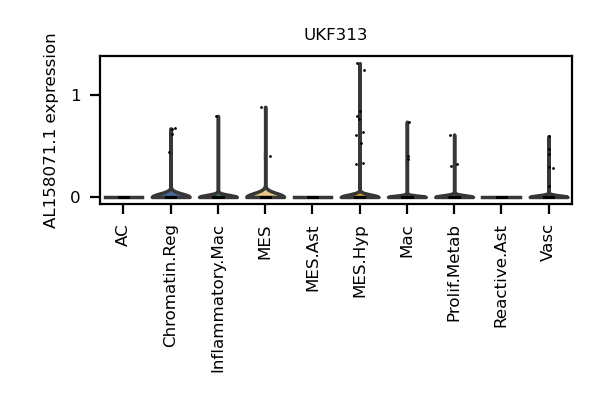 UKF313
AL158071.1 expression
1
0
AC
Chromatin.Reg
Inflammatory.Mac
MES
MES.Ast
MES.Hyp
Mac
Prolif.Metab
Reactive.Ast
Vasc